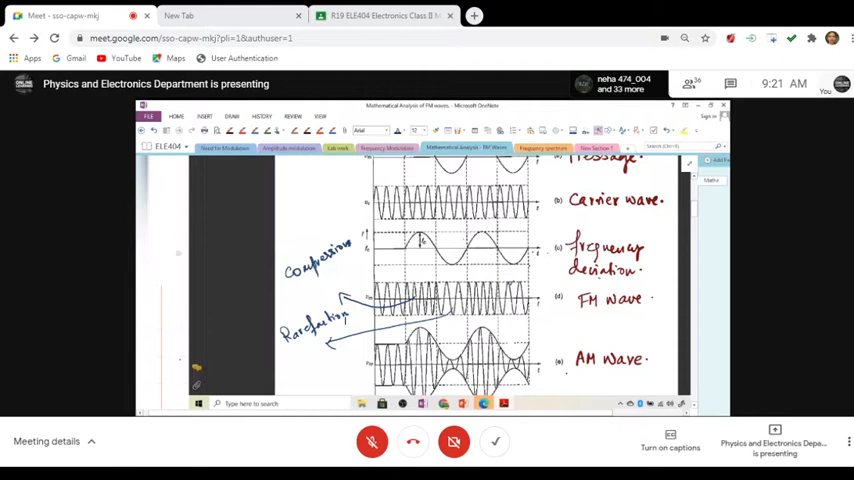 Meet - sso-capw-mkj
New Tab
R19 ELE404 Electronics Class II M
meet.google.com/sso-capw-mkj?pli=1&authuser=1
Apps
Gmail
YouTube
Maps
User Authentication
Physics and Electronics Department is presenting
neha 474_004
and 33 more
36
9:21 AM
You
Mathematical Analysis of FM waves. - Microsoft OneNote
FILE
HOME
INSERT
DRAW
HISTORY
REVIEW
VIEW
Sign in
Arial
12
ELE404
Need for Modulation
Amplitude modulation
Lab work
Frequency Modulations
Mathematical Analysis - FM Waves
Frequency spectrum
New Section 1
Message.
t
(b) Carrier wave.
t
(c) frequency
deviation.
Compression
t
(d) FM wave
Rarefaction
t
(e) AM wave.
Type here to search
Meeting details
Turn on captions
Physics and Electronics Depa...
is presenting